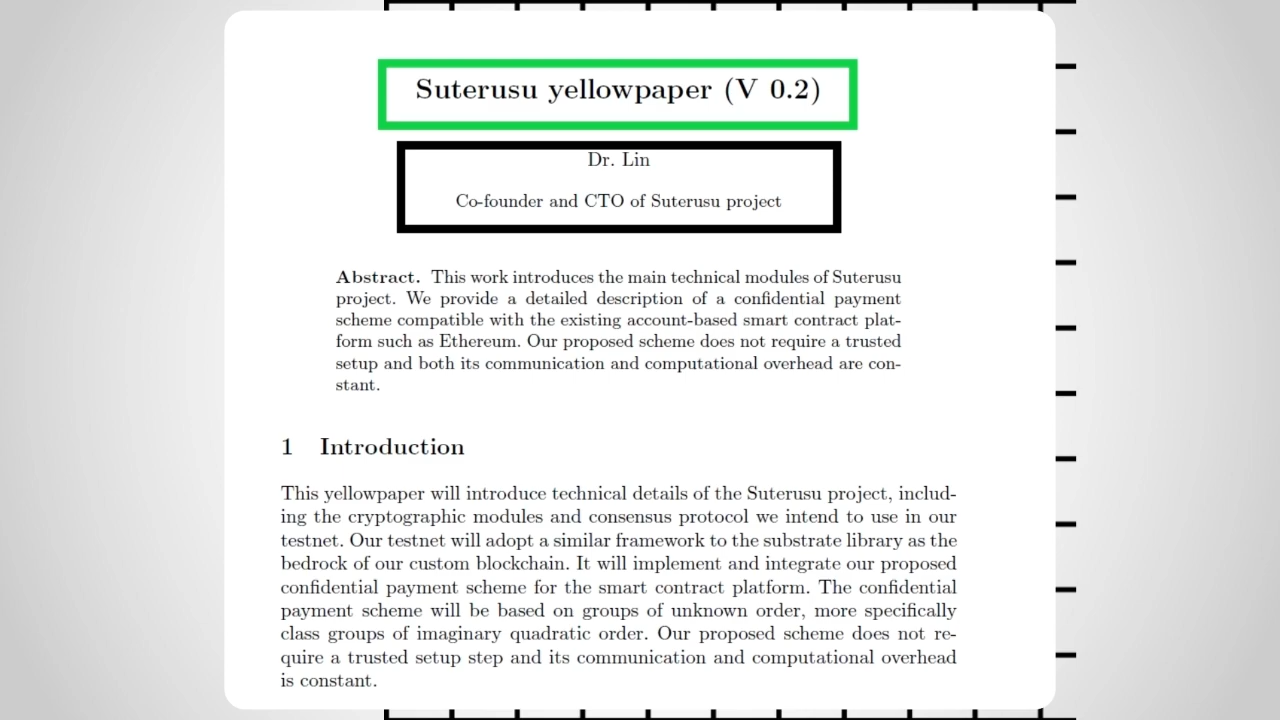 Suterusu yellowpaper (V 0.2)
Dr. Lin
Co-founder and CTO of Suterusu project
Abstract. This work introduces the main technical modules of Suterusu
project. We provide a detailed description of a confidential payment
scheme compatible with the existing account-based smart contract plat-
form such as Ethereum. Our proposed scheme does not require a trusted
setup and both its communication and computational overhead are con-
stant.
1 Introduction
This yellowpaper will introduce technical details of the Suterusu project, includ-
ing the cryptographic modules and consensus protocol we intend to use in our
testnet. Our testnet will adopt a similar framework to the substrate library as the
bedrock of our custom blockchain. It will implement and integrate our proposed
confidential payment scheme for the smart contract platform. The confidential
payment scheme will be based on groups of unknown order, more specifically
class groups of imaginary quadratic order. Our proposed scheme does not re-
quire a trusted setup step and its communication and computational overhead
is constant.